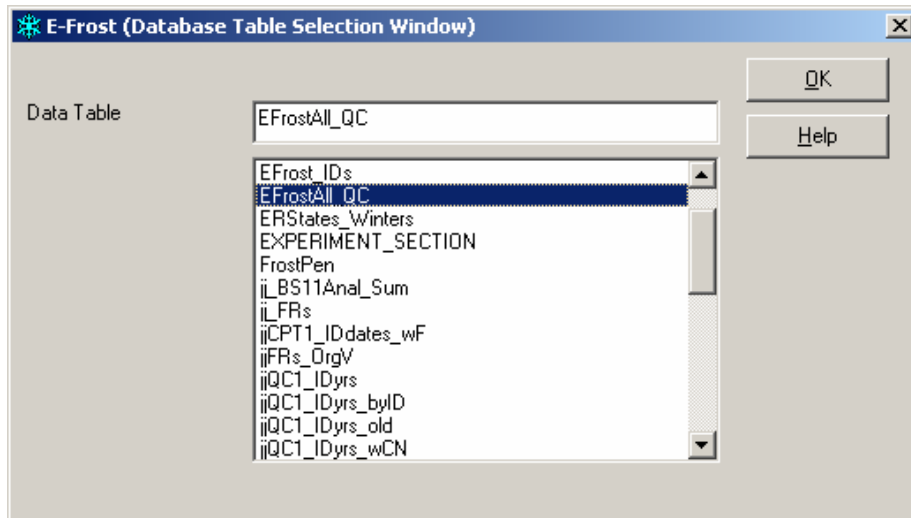 E-Frost (Database Table Selection Window)
OK
Data Table
EFrostAll_QC
Help
EFrost_IDs
EFrostAll_QC
ERStates_Winters
EXPERIMENT_SECTION
FrostPen
jj_BS11Anal_Sum
jj_FRs
jjCPT1_IDdates_wF
jjFRs_OrgV
jjQC1_IDyrs
jjQC1_IDyrs_byID
jjQC1_IDyrs_old
jjQC1_IDyrs_wCN